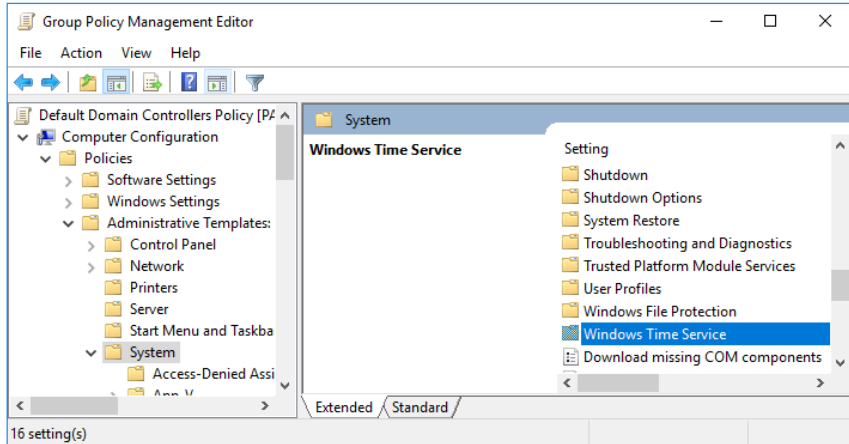 Group Policy Management Editor
File Action View Help
Default Domain Controllers Policy [PA
Computer Configuration
Policies
Software Settings
Windows Settings
Administrative Templates:
Control Panel
Network
Printers
Server
Start Menu and Taskba
System
Access-Denied Assi
App-V
System
Windows Time Service
Setting
Shutdown
Shutdown Options
System Restore
Troubleshooting and Diagnostics
Trusted Platform Module Services
User Profiles
Windows File Protection
Windows Time Service
Download missing COM components
Extended Standard
16 setting(s)